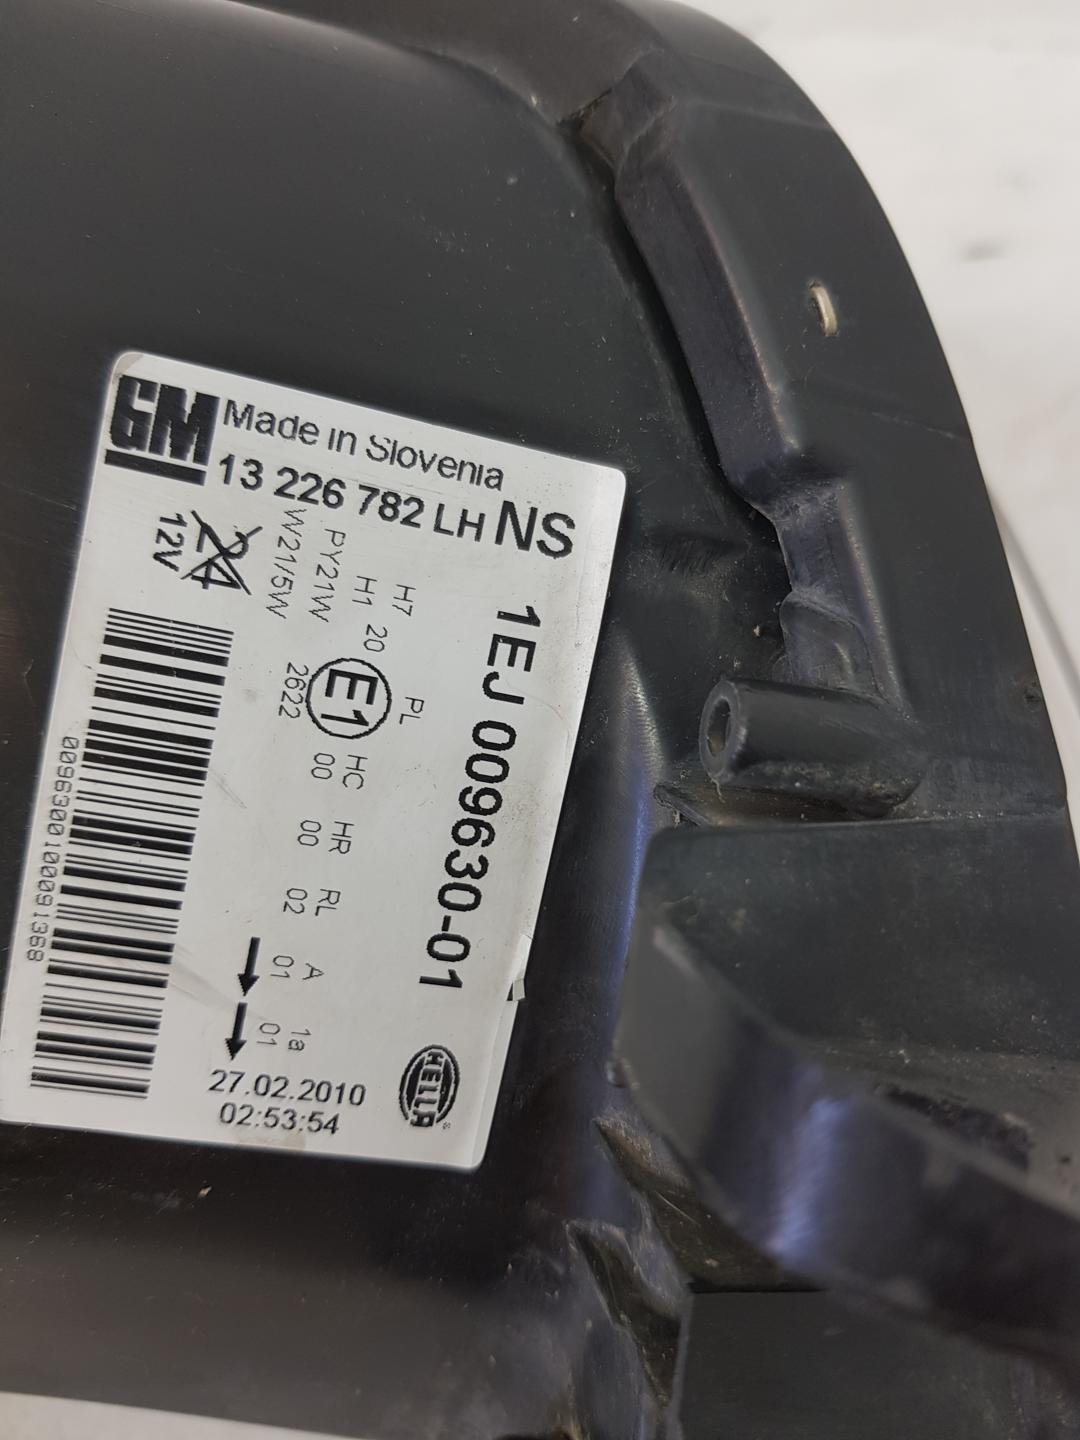 GM
Made in Slovenia
13 226 782 LH NS
12V
24
W21/5W
PY21W
H1
H7
20
2622
E1
PL
HC HR RL A 1a
00 00 02 01 01
1EJ 009630-01
HELLA
27.02.2010
02:53:54
0096300100091368